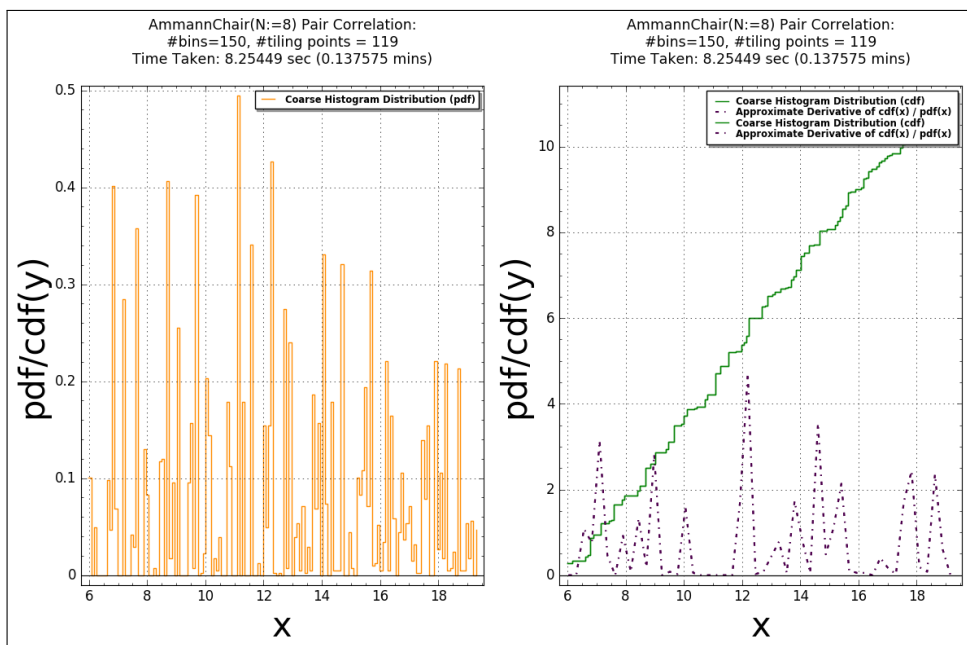 AmmannChair(N:=8) Pair Correlation:
#bins=150, #tiling points = 119
Time Taken: 8.25449 sec (0.137575 mins)
Coarse Histogram Distribution (pdf)
pdf/cdf(y)
0.5
0.4
0.3
0.2
0.1
0
6 8 10 12 14 16 18
x
AmmannChair(N:=8) Pair Correlation:
#bins=150, #tiling points = 119
Time Taken: 8.25449 sec (0.137575 mins)
Coarse Histogram Distribution (cdf)
Approximate Derivative of cdf(x) / pdf(x)
Coarse Histogram Distribution (cdf)
Approximate Derivative of cdf(x) / pdf(x)
pdf/cdf(y)
10
8
6
4
2
0
6 8 10 12 14 16 18
x